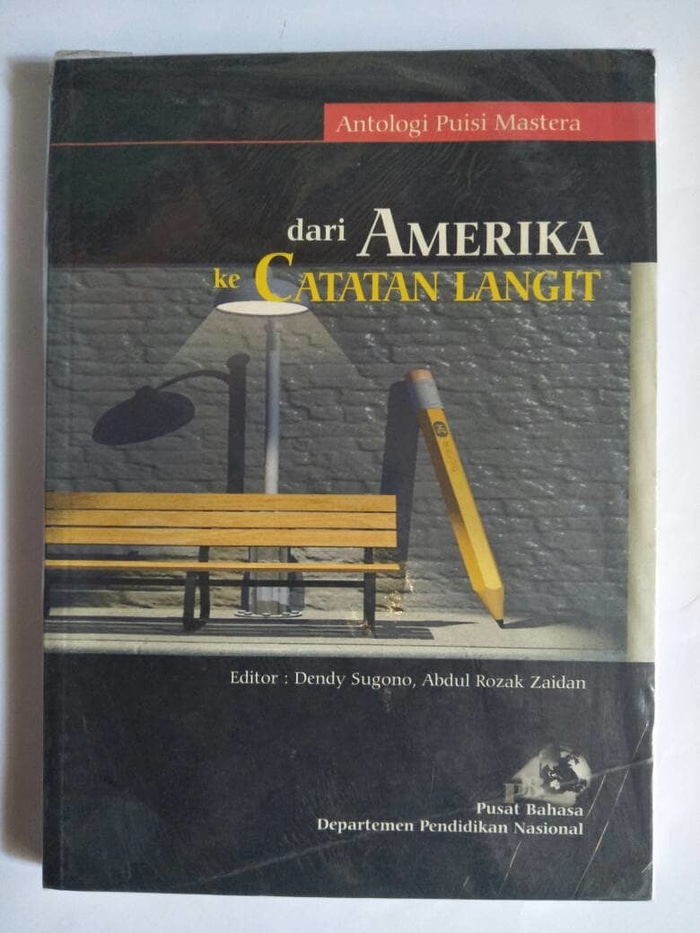 Antologi Puisi Mastera
dari AMERIKA
ke CATATAN LANGIT
Editor : Dendy Sugono, Abdul Rozak Zaidan
Pusat Bahasa
Departemen Pendidikan Nasional